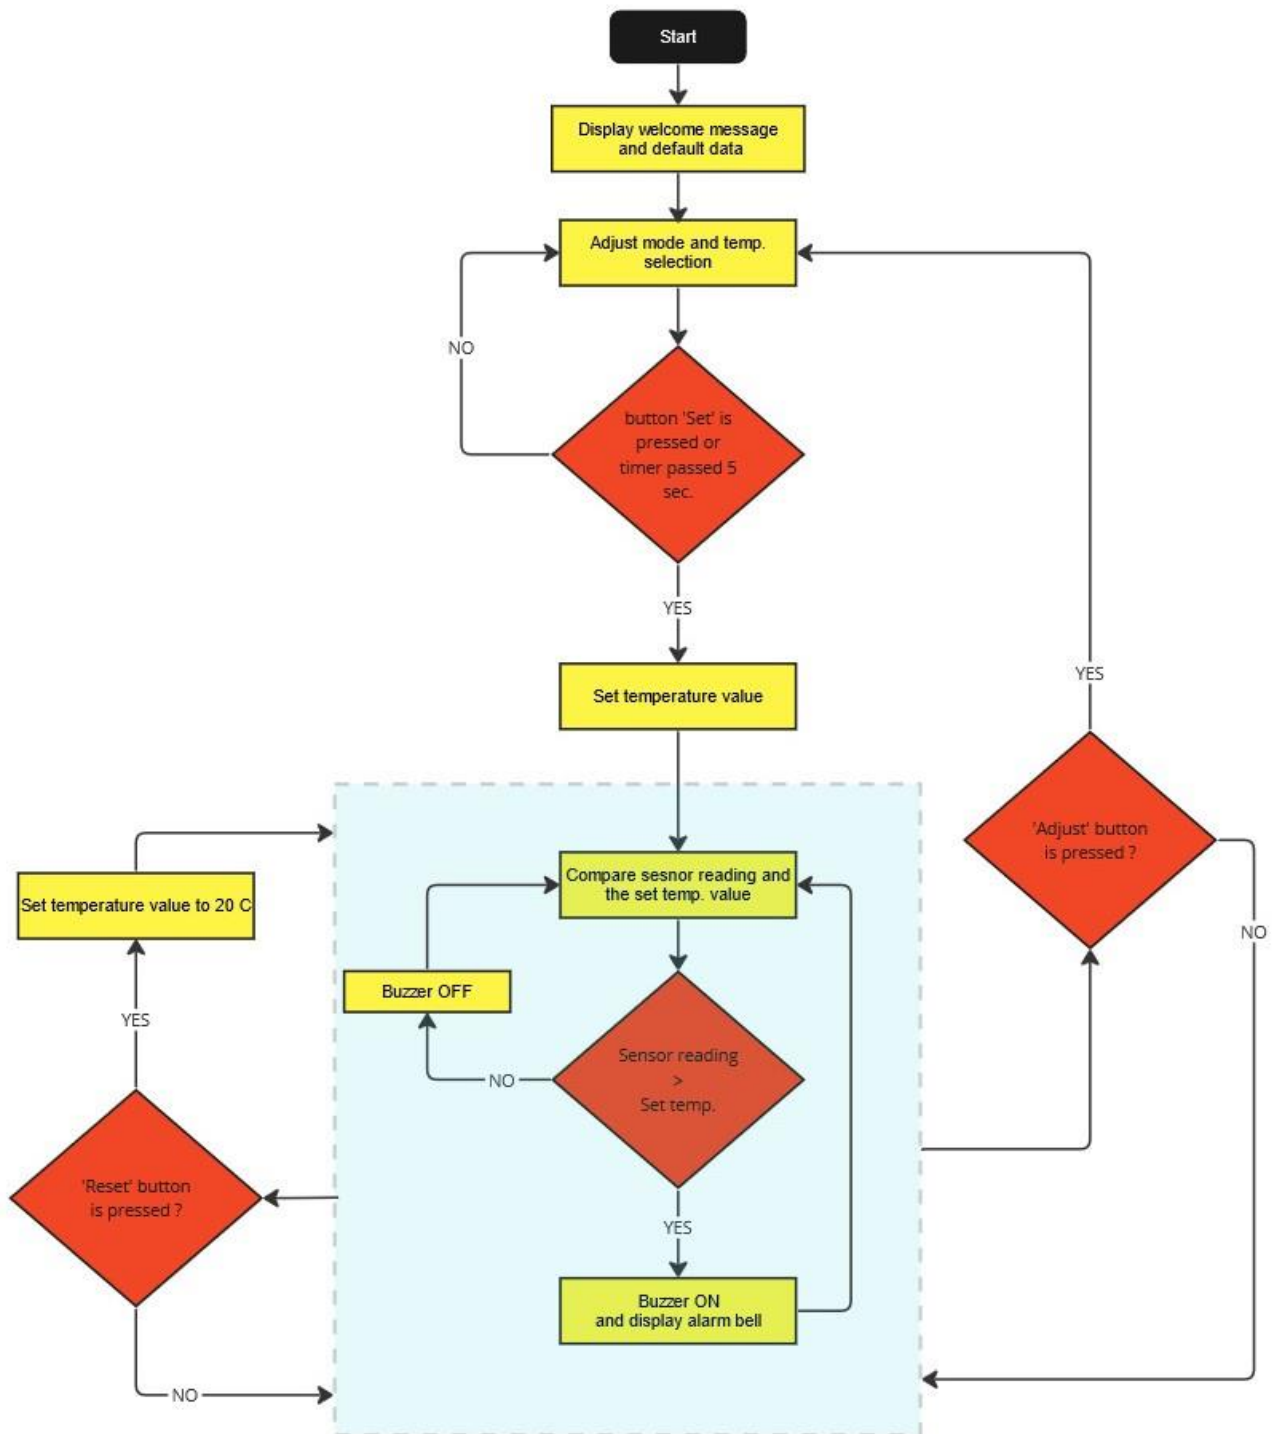 Start
Display welcome message
and default data
Adjust mode and temp.
selection
NO
button 'Set' is
pressed or
timer passed 5
sec.
YES
Set temperature value
YES
'Adjust' button
is pressed ?
NO
Compare sesnor reading and
the set temp. value
Set temperature value to 20 C
Buzzer OFF
YES
Sensor reading
>
Set temp.
NO
'Reset' button
is pressed ?
YES
Buzzer ON
and display alarm bell
NO